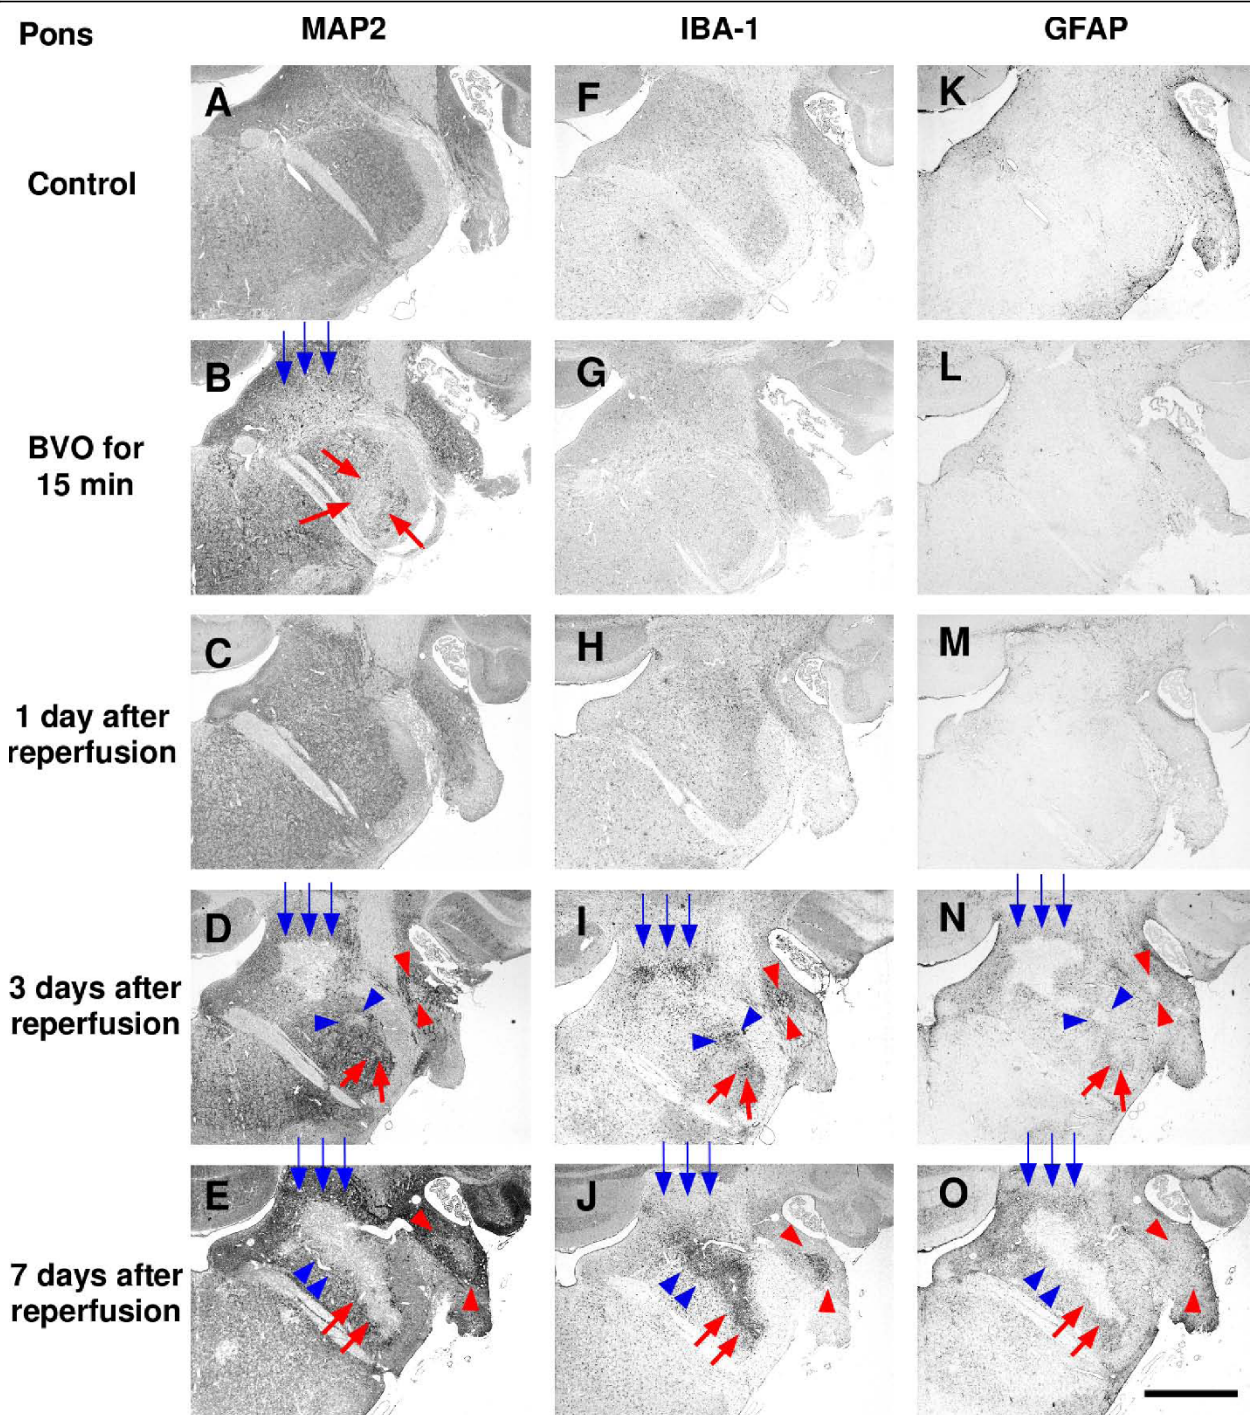 Pons MAP2 IBA-1 GFAP
Control A F K
BVO for
15 min B G L
1 day after
reperfusion C H M
3 days after
reperfusion D I N
7 days after
reperfusion E J O